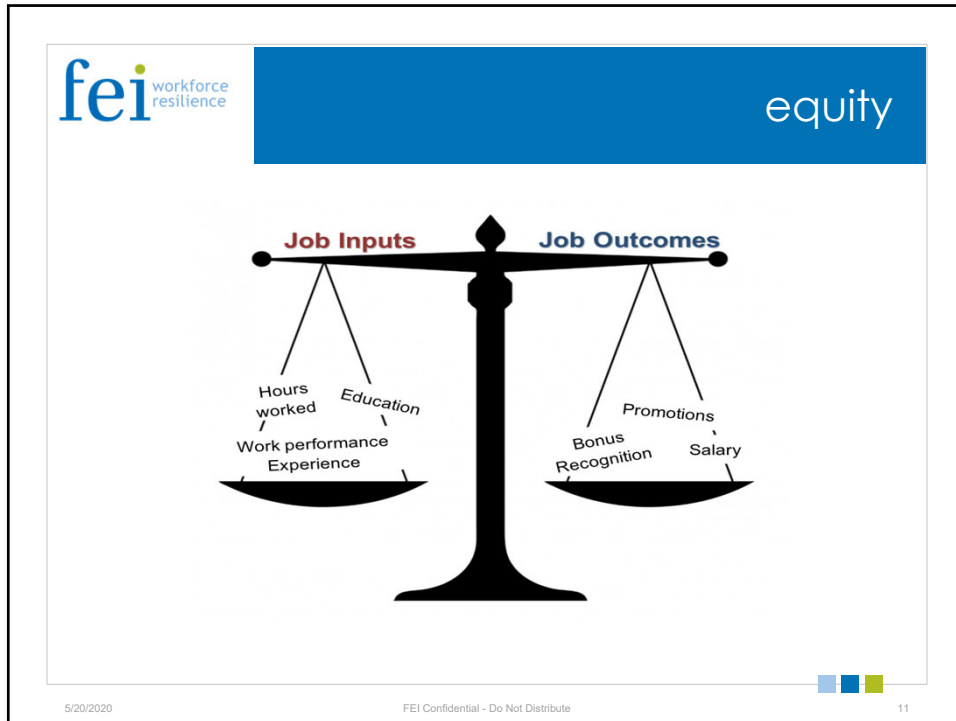 fei workforce
resilience
equity
Job Inputs
Job Outcomes
Hours
worked
Education
Work performance
Experience
Promotions
Bonus
Recognition
Salary
5/20/2020
FEI Confidential - Do Not Distribute
11